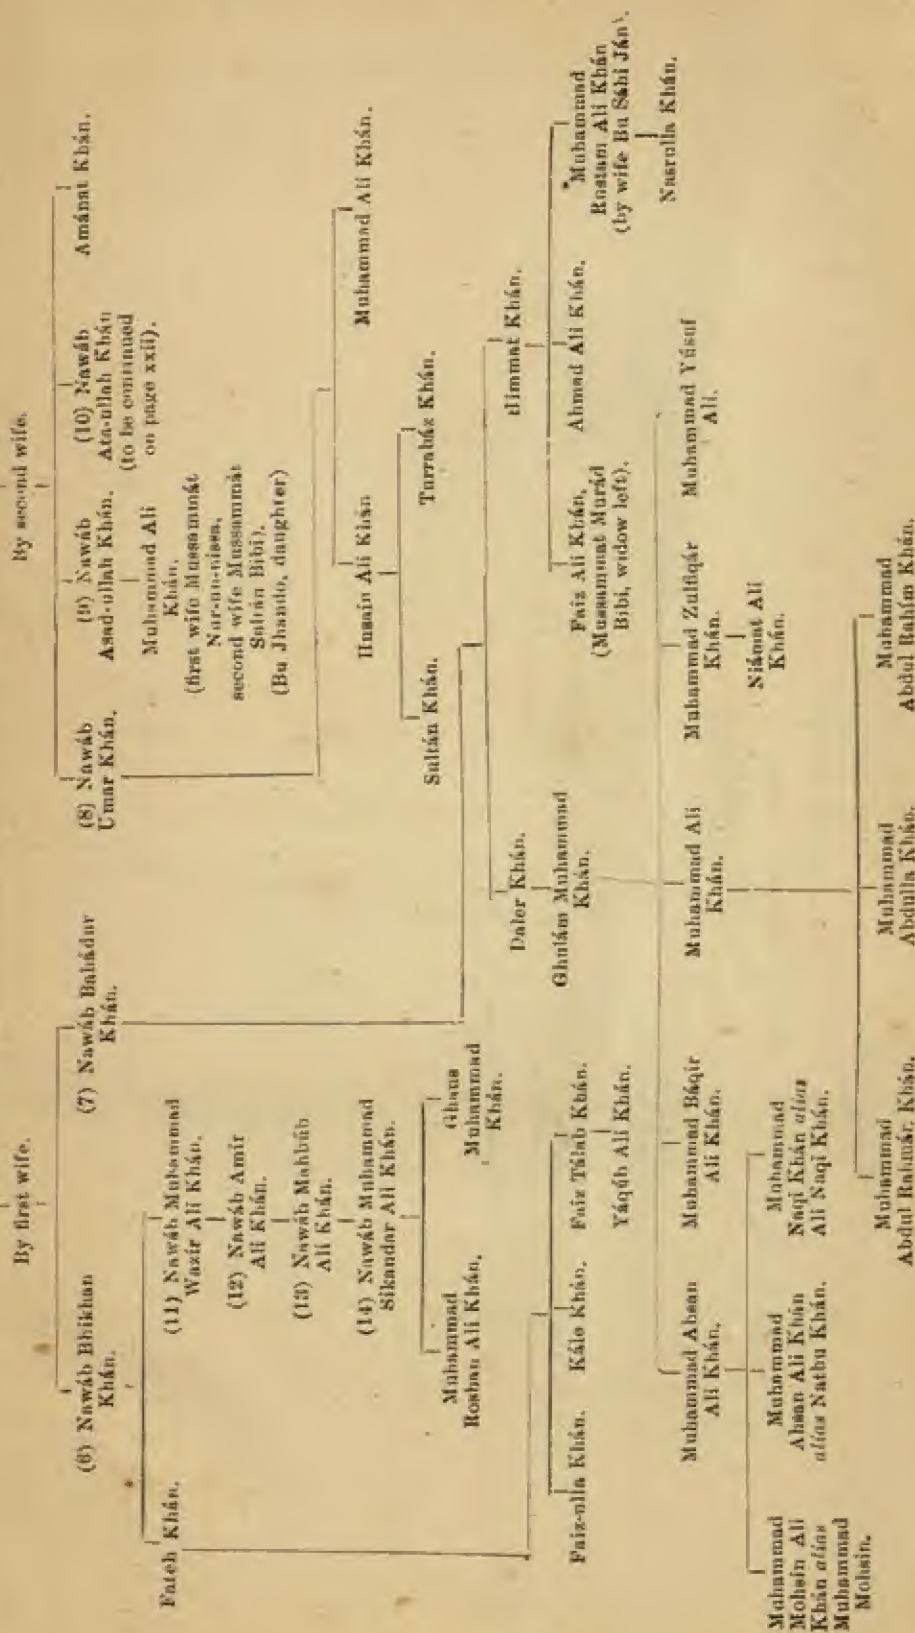 By first wife.
By second wife.
(6) Nawáb Bhikhan
Khán.
(7) Nawáb Bahádur
Khán.
(8) Nawáb
Umar Khán.
(9) Nawáb
Asad-ullah Khán.
(10) Nawáb
Ata-ullah Khán
(to be continued
on page xxii).
Amánat Khán.
Muhammad Ali
Khán.
(first wife Musammát
Nur-un-nissa,
second wife Mussammát
Sultán Bibi).
(Bu Jhando, daughter)
Fateh Khán.
(11) Nawáb Muhammad
Wazír Ali Khán.
(12) Nawáb Amír
Ali Khán.
(13) Nawáb Mahbúb
Ali Khán.
(14) Nawáb Muhammad
Sikandar Ali Khán.
Muhammad
Roshan Ali Khán.
Ghaus
Muhammad
Khán.
Husain Ali Khán
Muhammad Ali Khán.
Sultán Khán.
Turrabáz Khán.
Daler Khán.
Himmat Khán.
Ghulám Muhammad
Khán.
Faiz-ulla Khán.
Kále Khán.
Faiz Tálab Khán.
Yáqúb Ali Khán.
Faiz Ali Khán.
(Mussammat Murád
Bibi, widow left).
Ahmad Ali Khán.
Muhammad
Rustam Ali Khán
(by wife Bu Sáhi Ján).
Nasrulla Khán.
Muhammad Ahsan
Ali Khán.
Muhammad Báqir
Ali Khán.
Muhammad Ali
Khán.
Muhammad Zulfiqár
Khán.
Muhammad Yúsuf
Ali.
Niámat Ali
Khán.
Muhammad
Mohsin Ali
Khán alias
Muhammad
Mohsin.
Muhammad
Ahsan Ali Khán
alias Nathu Khán.
Muhammad
Naqi Khán alias
Ali Naqi Khán.
Muhammad
Abdul Rahmár. Khán.
Muhammad
Abdulla Khán.
Muhammad
Abdul Rahím Khán.